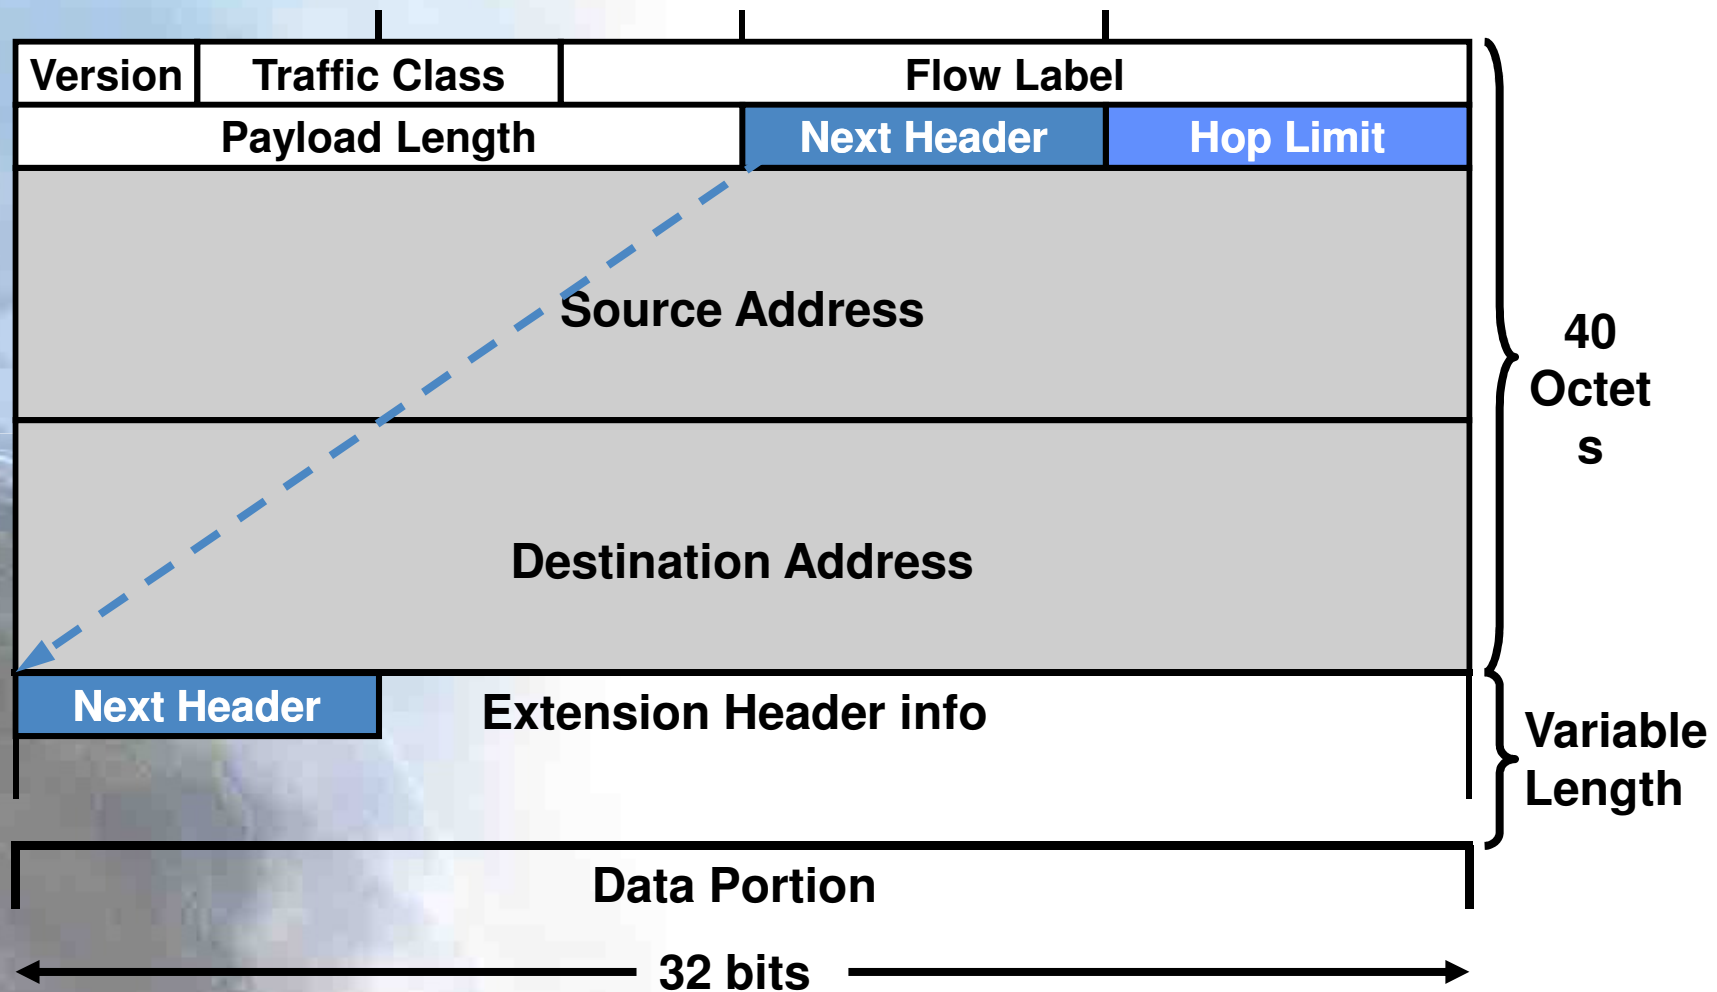 Version
Traffic Class
Flow Label
Payload Length
Next Header
Hop Limit
Source Address
40
Octet
s
Destination Address
Next Header
Extension Header info
Variable
Length
Data Portion
32 bits